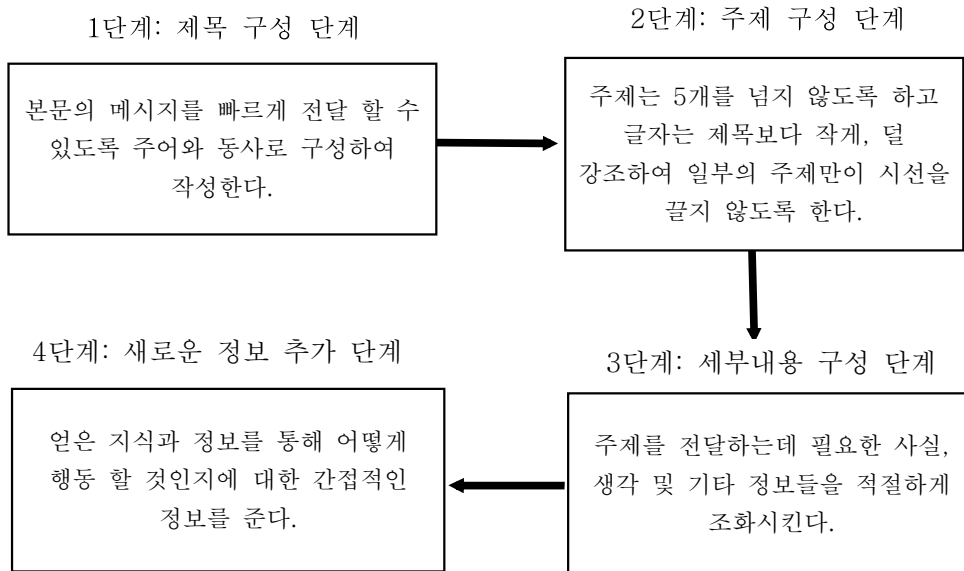 1단계: 제목 구성 단계
본문의 메시지를 빠르게 전달 할 수
있도록 주어와 동사로 구성하여
작성한다.
2단계: 주제 구성 단계
주제는 5개를 넘지 않도록 하고
글자는 제목보다 작게, 덜
강조하여 일부의 주제만이 시선을
끌지 않도록 한다.
3단계: 세부내용 구성 단계
주제를 전달하는데 필요한 사실,
생각 및 기타 정보들을 적절하게
조화시킨다.
4단계: 새로운 정보 추가 단계
얻은 지식과 정보를 통해 어떻게
행동 할 것인지에 대한 간접적인
정보를 준다.